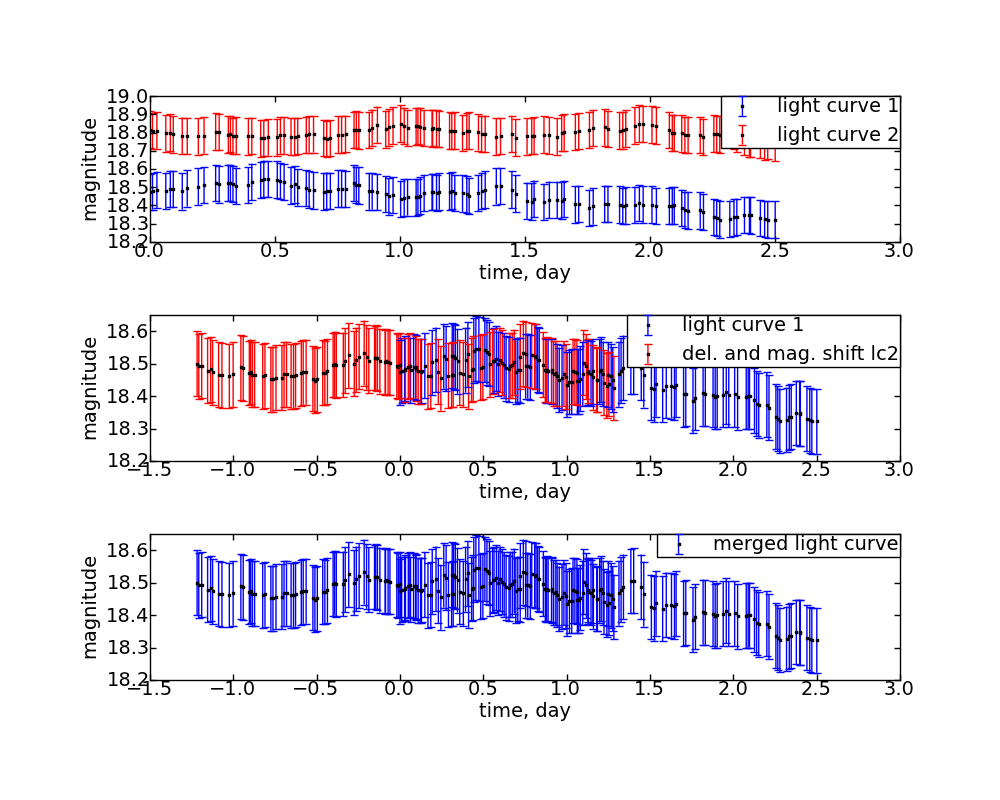 19.0
18.9
18.8
18.7
18.6
18.5
18.4
18.3
18.2
magnitude
light curve 1
light curve 2
0.0 0.5 1.0 1.5 2.0 2.5 3.0
time, day
18.6
18.5
18.4
18.3
18.2
magnitude
light curve 1
del. and mag. shift lc2
−1.5 −1.0 −0.5 0.0 0.5 1.0 1.5 2.0 2.5 3.0
time, day
18.6
18.5
18.4
18.3
18.2
magnitude
merged light curve
−1.5 −1.0 −0.5 0.0 0.5 1.0 1.5 2.0 2.5 3.0
time, day